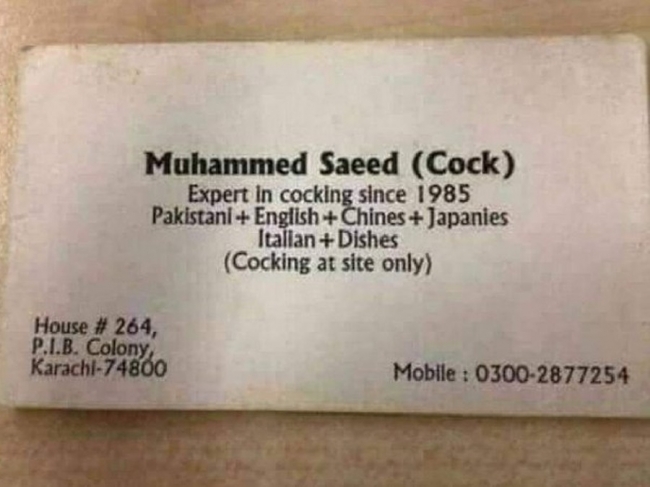 Muhammed Saeed (Cock)
Expert in cocking since 1985
Pakistani + English + Chines + Japanies
Italian + Dishes
(Cocking at site only)
House # 264,
P.I.B. Colony,
Karachi-74800
Mobile : 0300-2877254